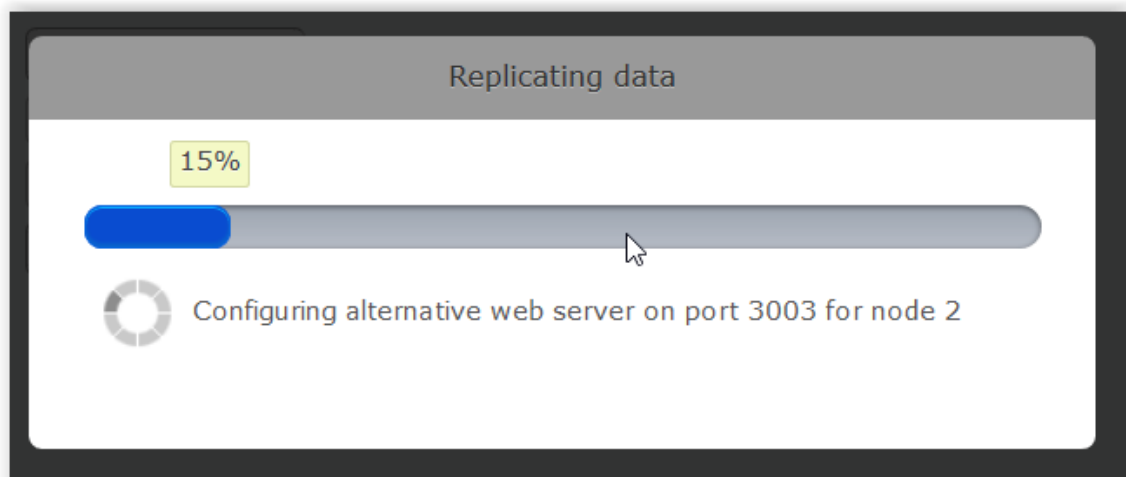 Replicating data
15%
Configuring alternative web server on port 3003 for node 2